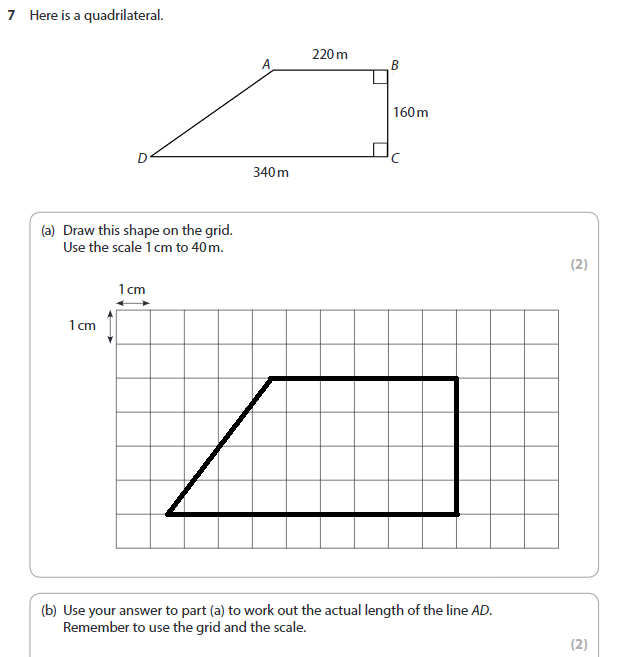 7 Here is a quadrilateral.
220 m
A
B
160 m
D
C
340 m
(a) Draw this shape on the grid.
Use the scale 1 cm to 40 m.
(2)
1 cm
1 cm
(b) Use your answer to part (a) to work out the actual length of the line AD.
Remember to use the grid and the scale.
(2)